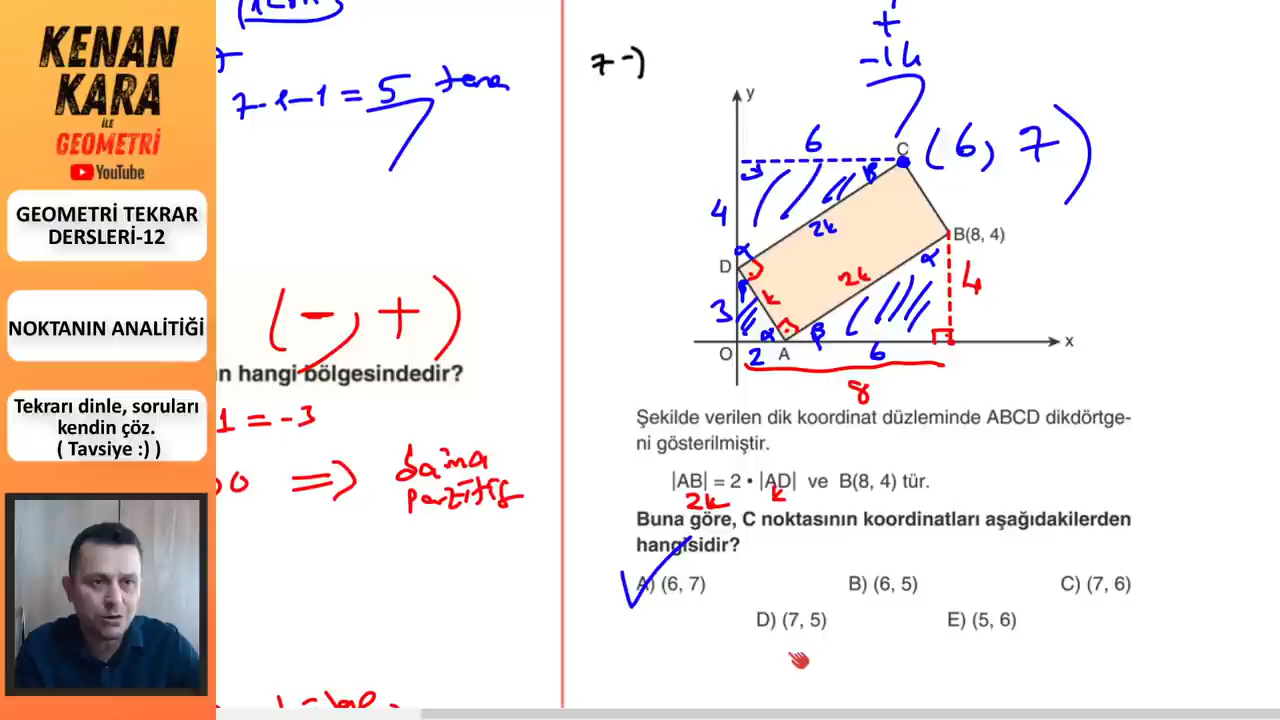 KENAN
KARA
İLE
GEOMETRİ
YouTube
GEOMETRİ TEKRAR
DERSLERİ-12
NOKTANIN ANALİTİĞİ
Tekrarı dinle, soruları
kendin çöz.
( Tavsiye :) )
7-1-1 = 5 tane
(-, +)
n hangi bölgesindedir?
1 = -3
=> daima
pozitif
7-)
+
-14
y
6
C (6, 7)
4
β
2k
α
D
B(8, 4)
β
k
2k
α
4
3
α
β
O
2
A
6
x
8
Şekilde verilen dik koordinat düzleminde ABCD dikdörtge-
ni gösterilmiştir.
|AB| = 2 • |AD| ve B(8, 4) tür.
2k k
Buna göre, C noktasının koordinatları aşağıdakilerden
hangisidir?
A) (6, 7) B) (6, 5) C) (7, 6)
D) (7, 5) E) (5, 6)